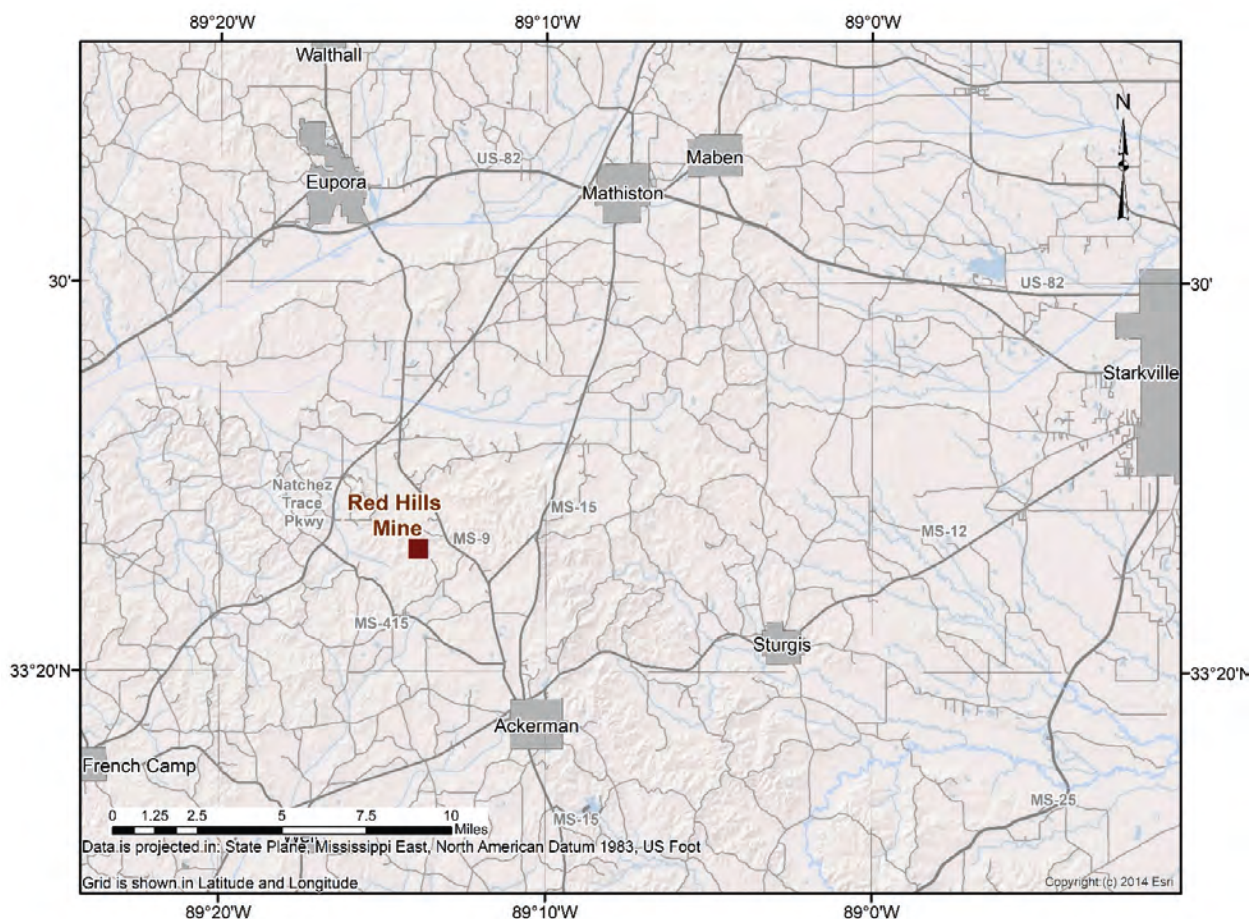 89°20'W
89°10'W
89°0'W
Walthall
N
Maben
US-82
Eupora
Mathiston
30'
30'
US-82
Starkville
Natchez
Trace
Pkwy
Red Hills
Mine
MS-15
MS-9
MS-12
MS-415
Sturgis
33°20'N
33°20'N
Ackerman
French Camp
MS-25
MS-15
0 1.25 2.5 5 7.5 10
Miles
Data is projected in: State Plane, Mississippi East, North American Datum 1983, US Foot
Grid is shown in Latitude and Longitude
Copyright (c) 2014 Esri
89°20'W
89°10'W
89°0'W